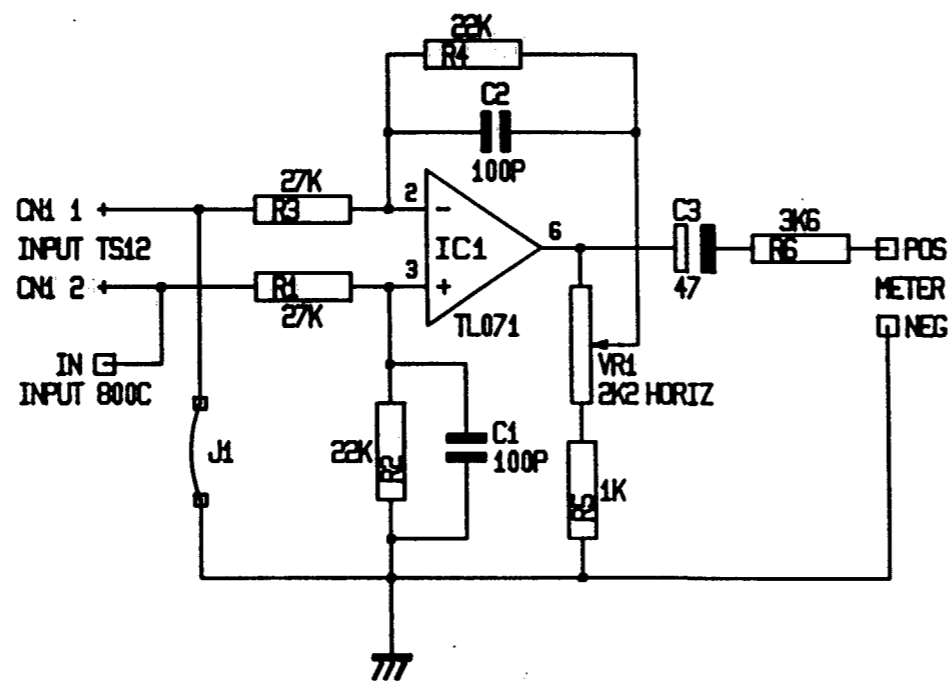 22K
R4
C2
100P
27K
R3
CN1 1
INPUT TS12
CN1 2
R1
27K
IN
INPUT 800C
2
3
-
+
IC1
TL071
6
C3
47
3K6
R6
POS
METER
NEG
VR1
2K2 HORIZ
J1
22K
R2
C1
100P
R5
1K